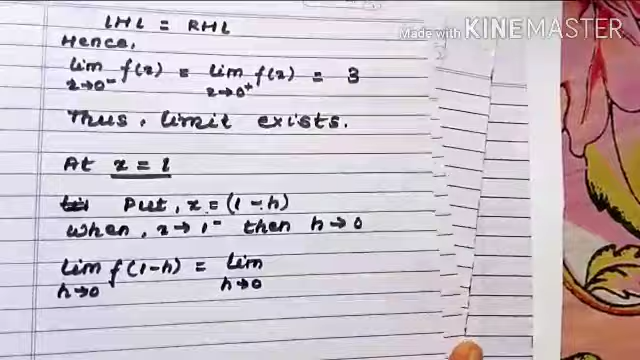 LHL = RHL
Made with KINEMASTER
Hence,
lim f(x) = lim f(x) = 3
x→0⁻ x→0⁺
Thus, limit exists.
At x = 1
Put, x = (1-h)
when, x → 1⁻ then h → 0
lim f(1-h) = lim
h→0 h→0